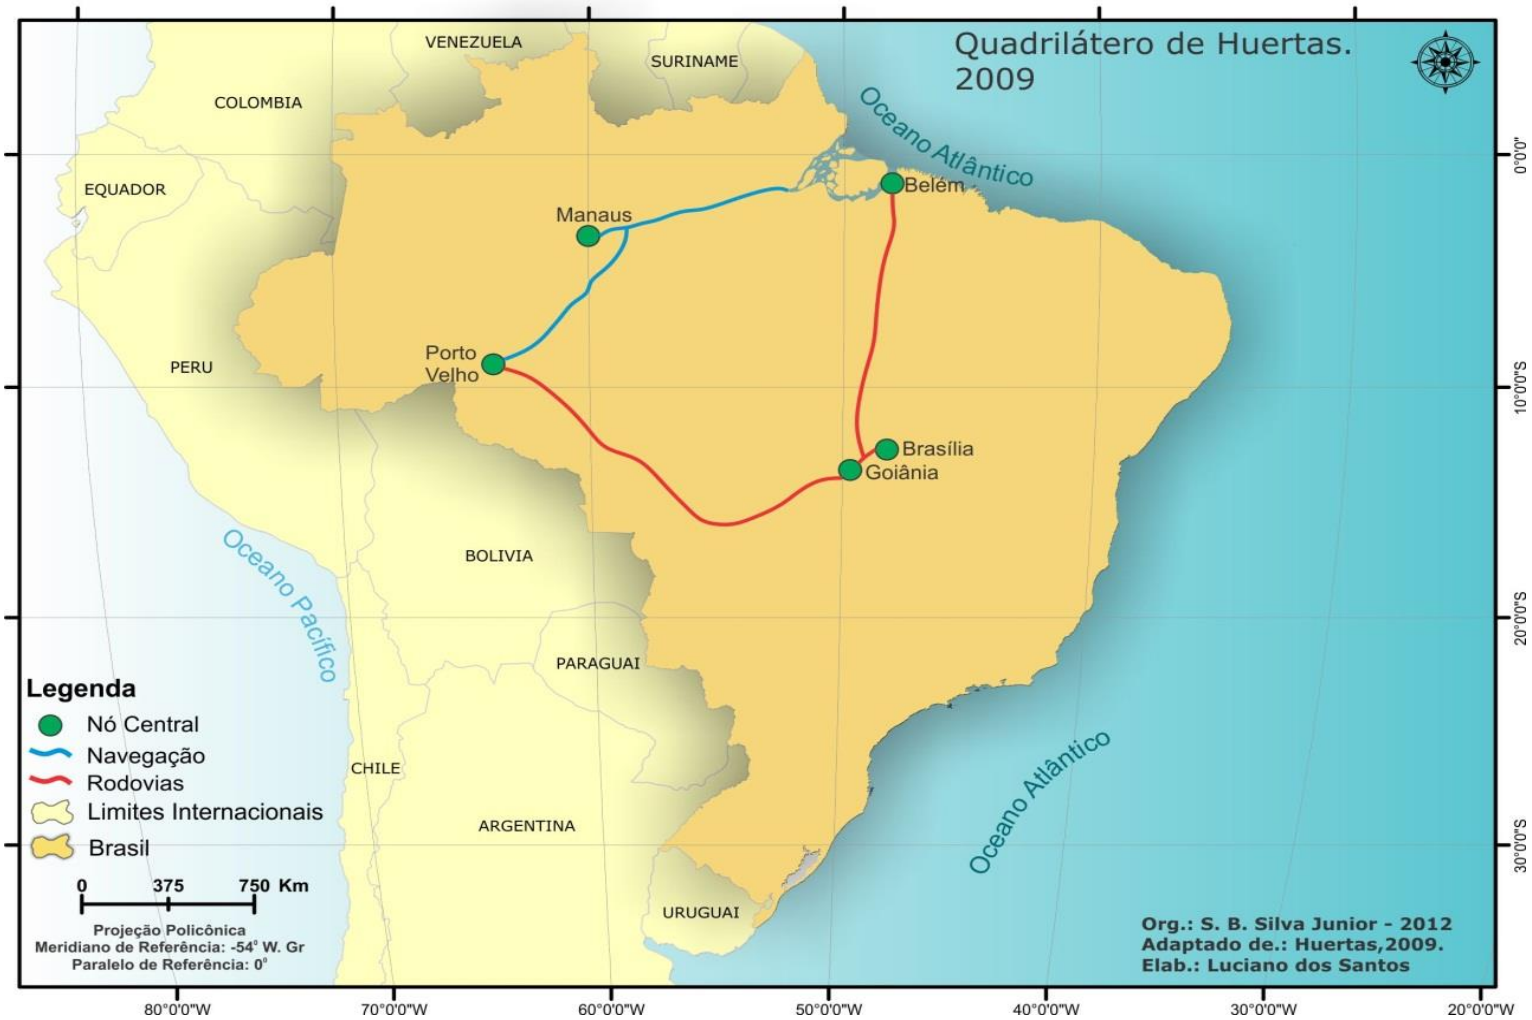 Quadrilátero de Huertas.
2009
VENEZUELA
SURINAME
COLOMBIA
Oceano Atlântico
EQUADOR
Belém
Manaus
Porto
Velho
PERU
Brasília
Goiânia
Oceano Pacífico
BOLIVIA
PARAGUAI
CHILE
ARGENTINA
URUGUAI
Oceano Atlântico
Legenda
Nó Central
Navegação
Rodovias
Limites Internacionais
Brasil
0 375 750 Km
Projeção Policônica
Meridiano de Referência: -54° W. Gr
Paralelo de Referência: 0°
Org.: S. B. Silva Junior - 2012
Adaptado de.: Huertas,2009.
Elab.: Luciano dos Santos
0°0'0"
10°0'0"S
20°0'0"S
30°0'0"S
80°0'0"W 70°0'0"W 60°0'0"W 50°0'0"W 40°0'0"W 30°0'0"W 20°0'0"W